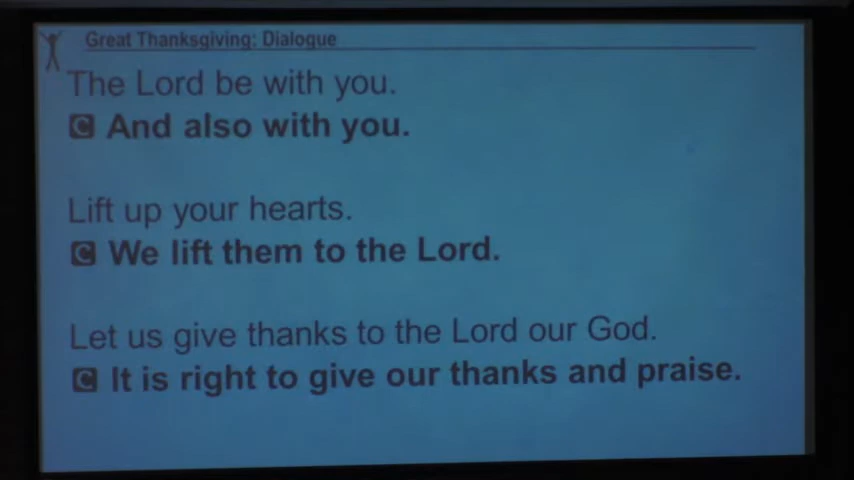 Great Thanksgiving: Dialogue
The Lord be with you.
C And also with you.
Lift up your hearts.
C We lift them to the Lord.
Let us give thanks to the Lord our God.
C It is right to give our thanks and praise.